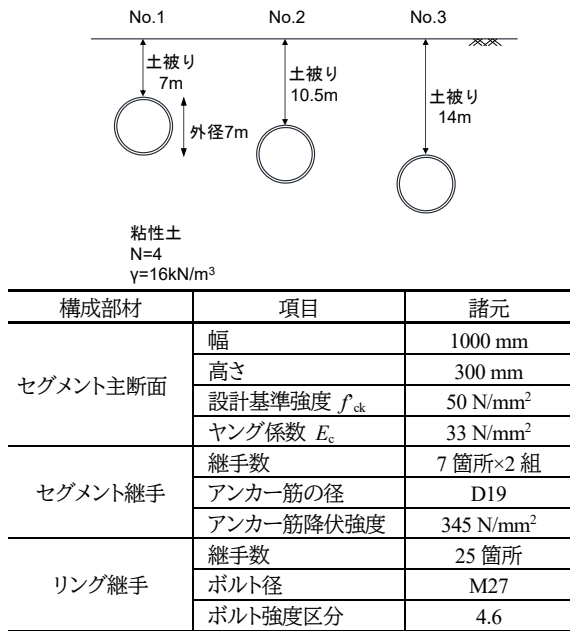 No.1 No.2 No.3
土被り
7m
土被り
10.5m
土被り
14m
外径7m
粘性土
N=4
γ=16kN/m³
構成部材 項目 諸元
セグメント主断面
幅 1000 mm
高さ 300 mm
設計基準強度 f'ck 50 N/mm²
ヤング係数 Ec 33 N/mm²
セグメント継手
継手数 7 箇所×2 組
アンカー筋の径 D19
アンカー筋降伏強度 345 N/mm²
リング継手
継手数 25 箇所
ボルト径 M27
ボルト強度区分 4.6